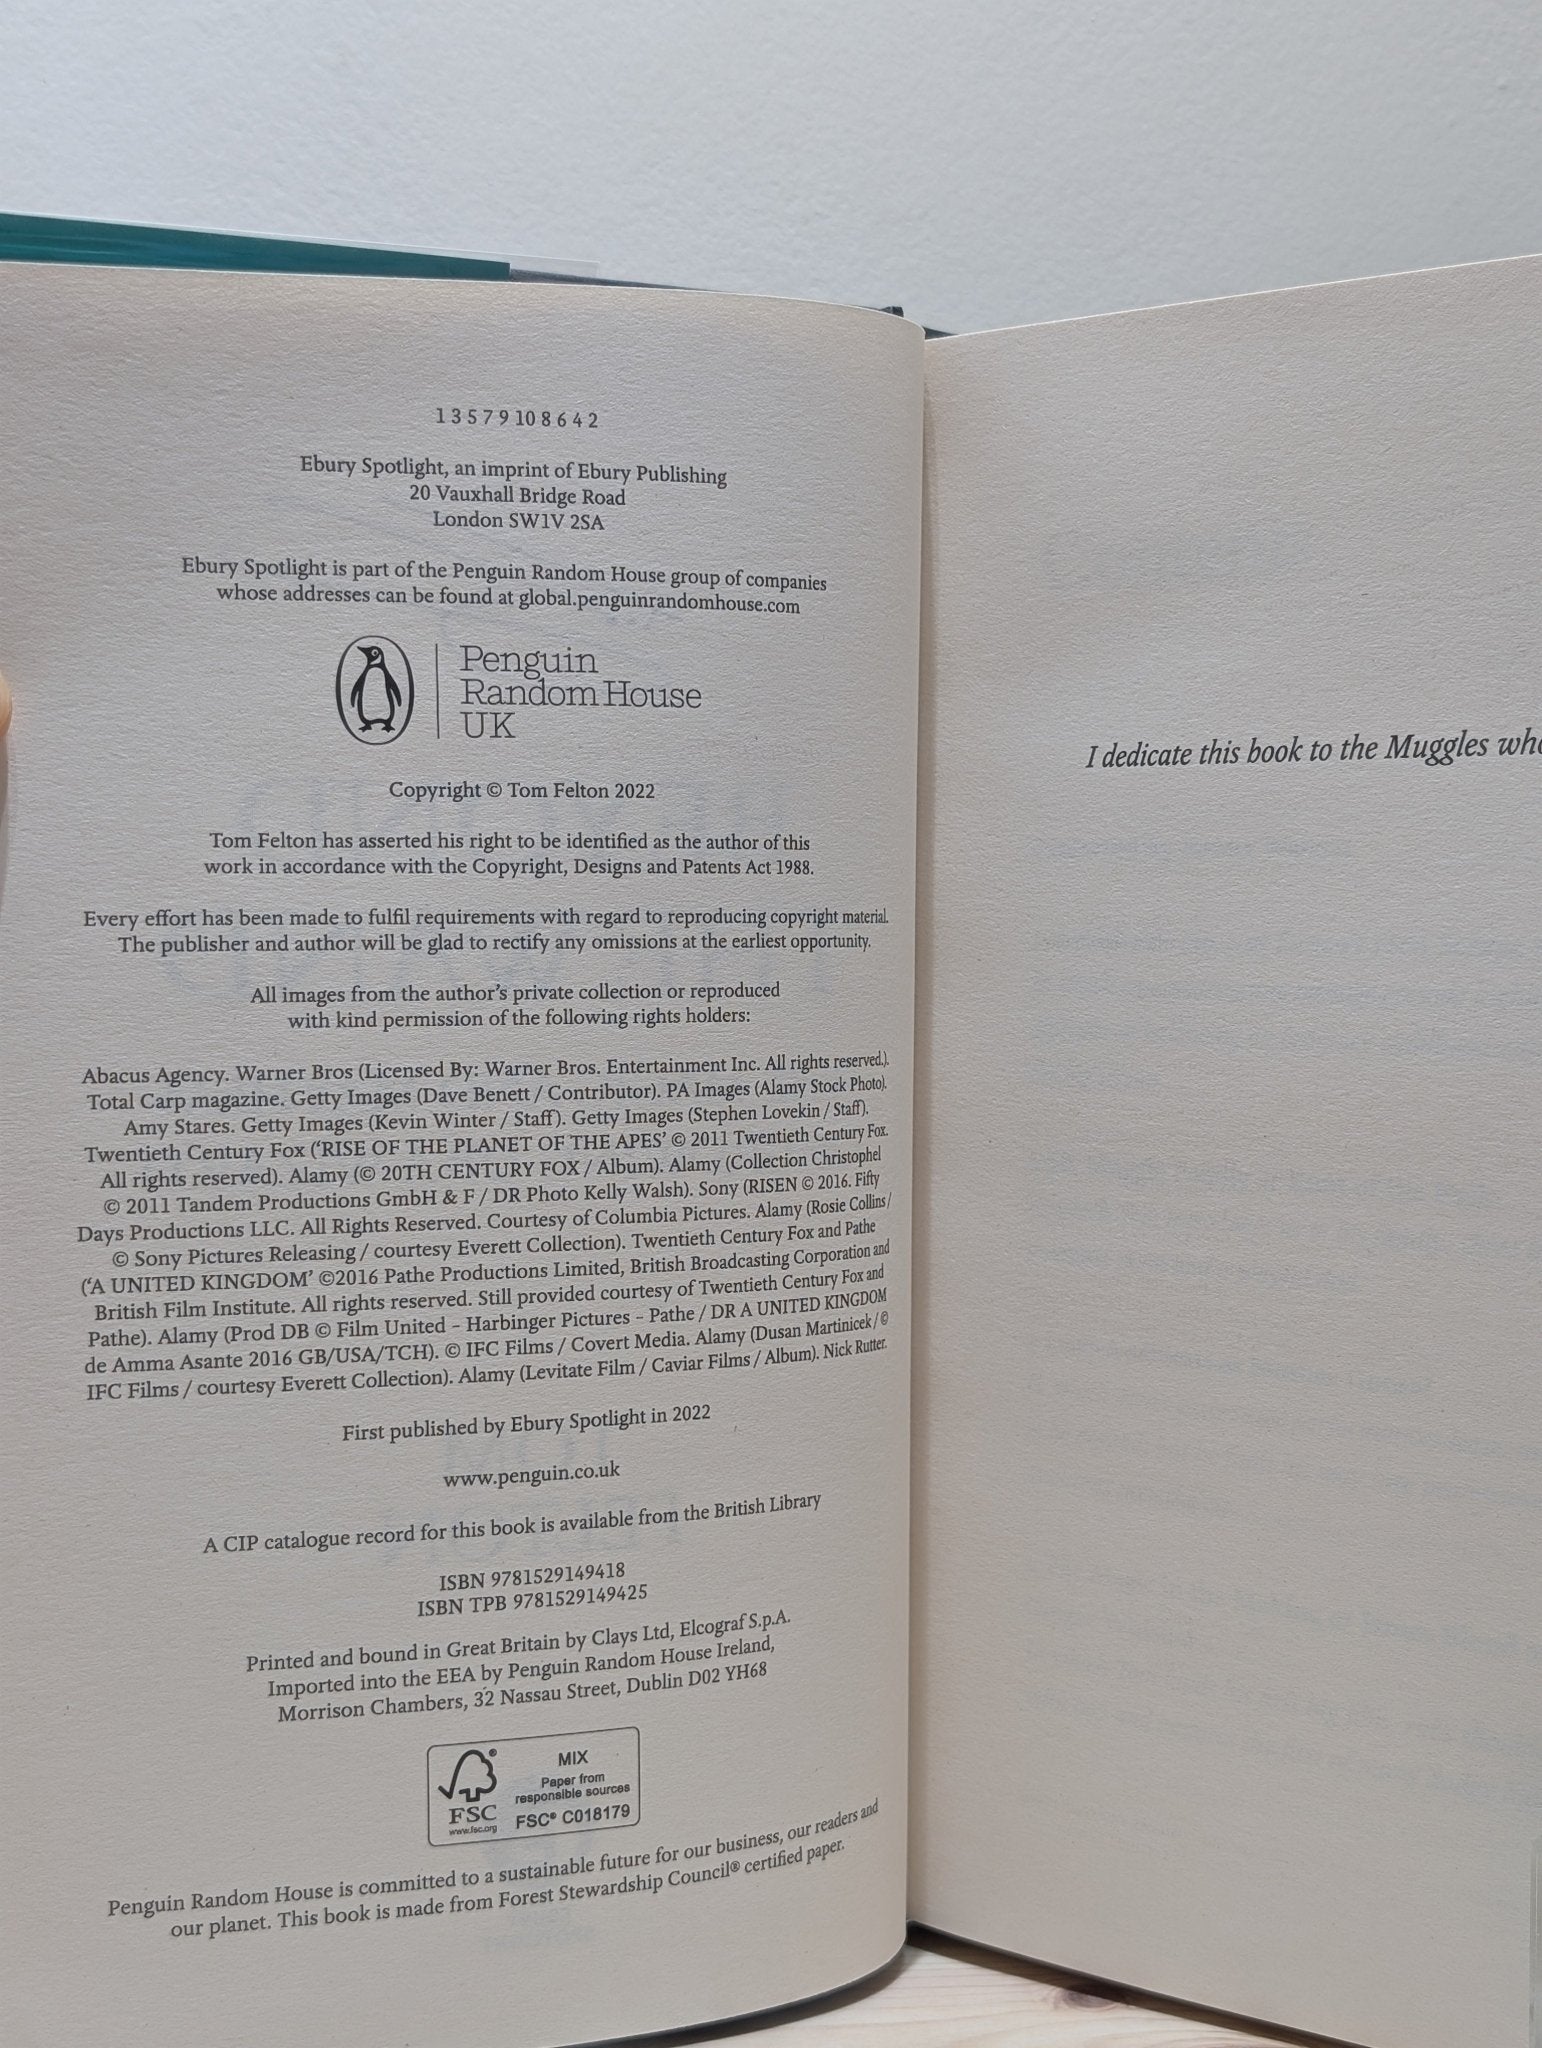 1 3 5 7 9 10 8 6 4 2
Ebury Spotlight, an imprint of Ebury Publishing
20 Vauxhall Bridge Road
London SW1V 2SA
Ebury Spotlight is part of the Penguin Random House group of companies
whose addresses can be found at global.penguinrandomhouse.com
Penguin
Random House
UK
Copyright © Tom Felton 2022
Tom Felton has asserted his right to be identified as the author of this
work in accordance with the Copyright, Designs and Patents Act 1988.
Every effort has been made to fulfil requirements with regard to reproducing copyright material.
The publisher and author will be glad to rectify any omissions at the earliest opportunity.
All images from the author's private collection or reproduced
with kind permission of the following rights holders:
Abacus Agency. Warner Bros (Licensed By: Warner Bros. Entertainment Inc. All rights reserved.).
Total Carp magazine. Getty Images (Dave Benett / Contributor). PA Images (Alamy Stock Photo).
Amy Stares. Getty Images (Kevin Winter / Staff). Getty Images (Stephen Lovekin / Staff).
Twentieth Century Fox ('RISE OF THE PLANET OF THE APES' © 2011 Twentieth Century Fox.
All rights reserved). Alamy (© 20TH CENTURY FOX / Album). Alamy (Collection Christophel
© 2011 Tandem Productions GmbH & F / DR Photo Kelly Walsh). Sony (RISEN © 2016. Fifty
Days Productions LLC. All Rights Reserved. Courtesy of Columbia Pictures. Alamy (Rosie Collins /
© Sony Pictures Releasing / courtesy Everett Collection). Twentieth Century Fox and Pathe
('A UNITED KINGDOM' ©2016 Pathe Productions Limited, British Broadcasting Corporation and
British Film Institute. All rights reserved. Still provided courtesy of Twentieth Century Fox and
Pathe). Alamy (Prod DB © Film United – Harbinger Pictures – Pathe / DR A UNITED KINGDOM
de Amma Asante 2016 GB/USA/TCH). © IFC Films / Covert Media. Alamy (Dusan Martinicek / ©
IFC Films / courtesy Everett Collection). Alamy (Levitate Film / Caviar Films / Album). Nick Rutter.
First published by Ebury Spotlight in 2022
www.penguin.co.uk
A CIP catalogue record for this book is available from the British Library
ISBN 9781529149418
ISBN TPB 9781529149425
Printed and bound in Great Britain by Clays Ltd, Elcograf S.p.A.
Imported into the EEA by Penguin Random House Ireland,
Morrison Chambers, 32 Nassau Street, Dublin D02 YH68
FSC
www.fsc.org
MIX
Paper from
responsible sources
FSC® C018179
Penguin Random House is committed to a sustainable future for our business, our readers and
our planet. This book is made from Forest Stewardship Council® certified paper.
I dedicate this book to the Muggles who